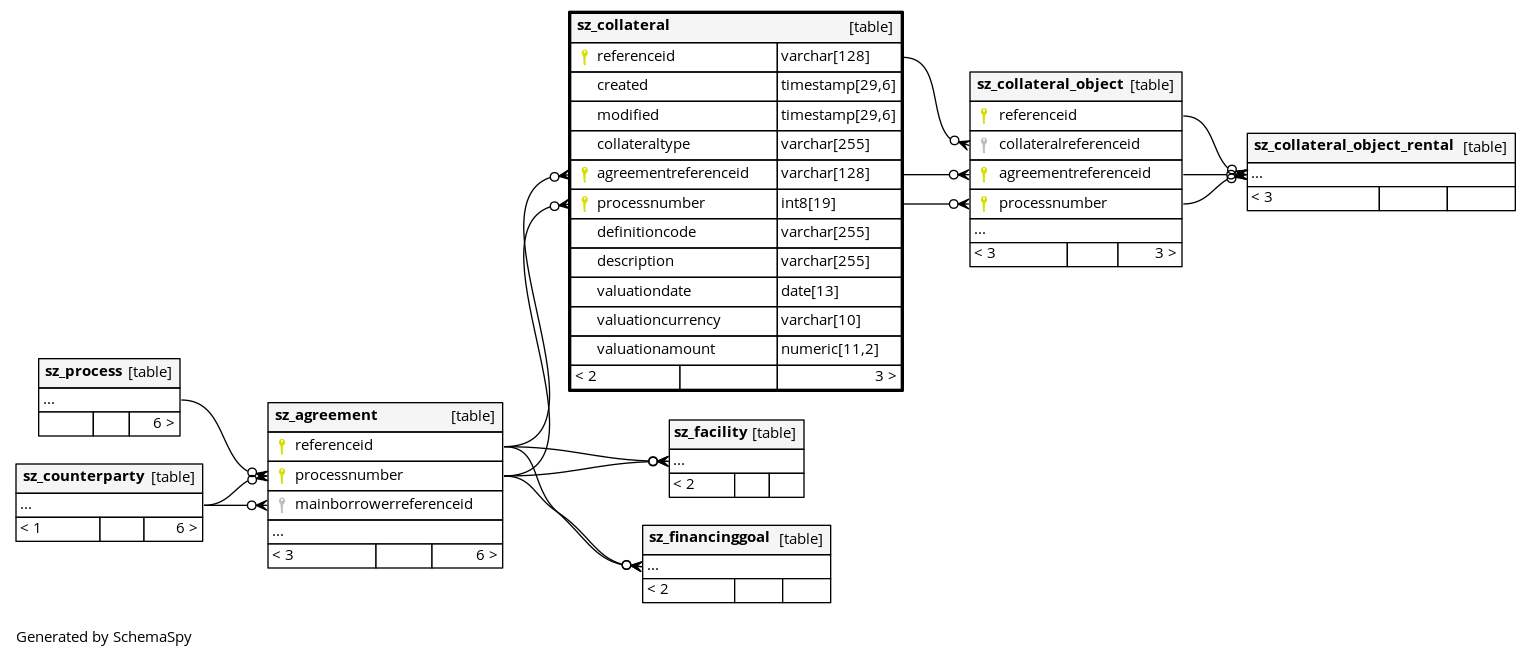 sz_collateral [table]
referenceid varchar[128]
created timestamp[29,6]
modified timestamp[29,6]
collateraltype varchar[255]
agreementreferenceid varchar[128]
processnumber int8[19]
definitioncode varchar[255]
description varchar[255]
valuationdate date[13]
valuationcurrency varchar[10]
valuationamount numeric[11,2]
< 2 3 >
sz_collateral_object [table]
referenceid
collateralreferenceid
agreementreferenceid
processnumber
...
< 3 3 >
sz_collateral_object_rental [table]
...
< 3
sz_process [table]
...
6 >
sz_counterparty [table]
...
< 1 6 >
sz_agreement [table]
referenceid
processnumber
mainborrowerreferenceid
...
< 3 6 >
sz_facility [table]
...
< 2
sz_financinggoal [table]
...
< 2
Generated by SchemaSpy